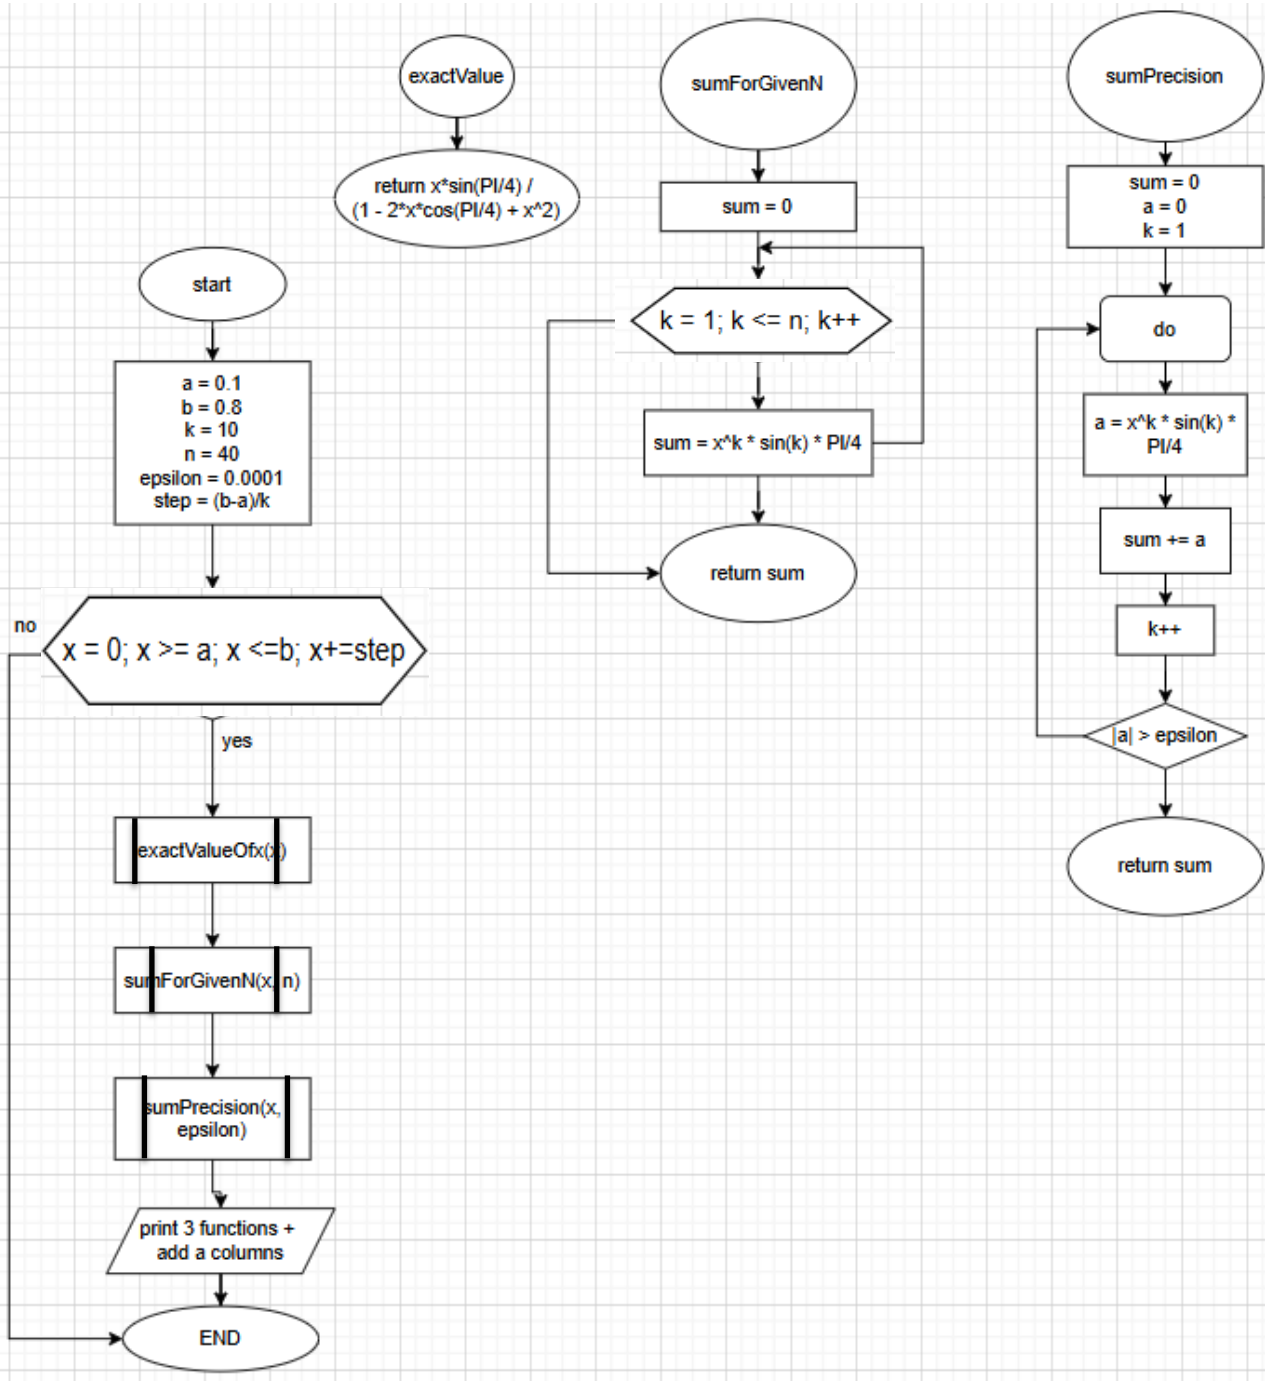 exactValue
return x*sin(PI/4) /
(1 - 2*x*cos(PI/4) + x^2)
sumForGivenN
sum = 0
k = 1; k <= n; k++
sum = x^k * sin(k) * PI/4
return sum
sumPrecision
sum = 0
a = 0
k = 1
do
a = x^k * sin(k) *
PI/4
sum += a
k++
|a| > epsilon
return sum
start
a = 0.1
b = 0.8
k = 10
n = 40
epsilon = 0.0001
step = (b-a)/k
no
x = 0; x >= a; x <=b; x+=step
yes
exactValueOfx(x)
sumForGivenN(x, n)
sumPrecision(x,
epsilon)
print 3 functions +
add a columns
END